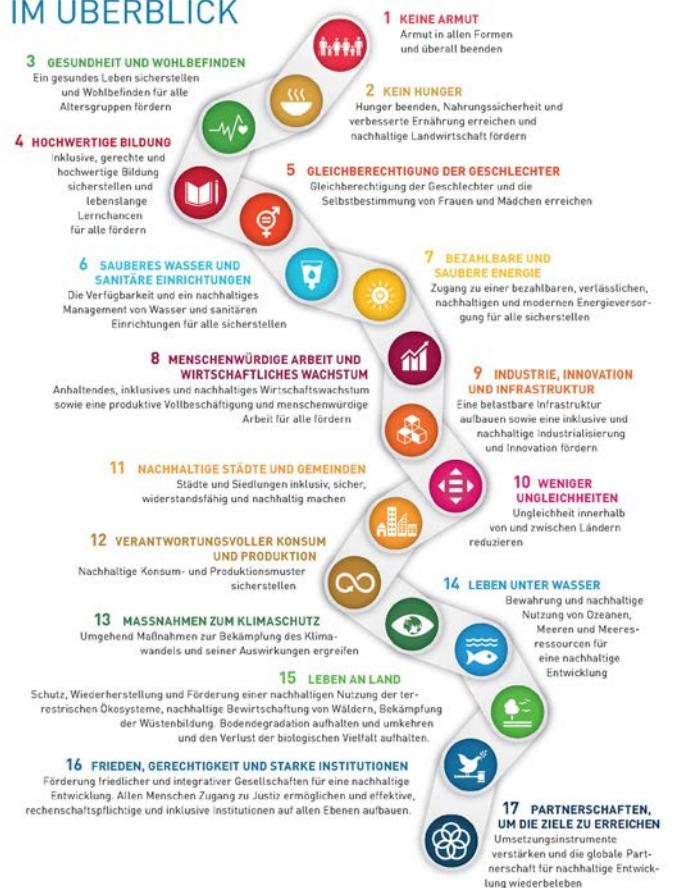 IM ÜBERBLICK
1 KEINE ARMUT
Armut in allen Formen
und überall beenden
2 KEIN HUNGER
Hunger beenden, Nahrungssicherheit und
verbesserte Ernährung erreichen und
nachhaltige Landwirtschaft fördern
3 GESUNDHEIT UND WOHLBEFINDEN
Ein gesundes Leben sicherstellen
und Wohlbefinden für alle
Altersgruppen fördern
4 HOCHWERTIGE BILDUNG
Inklusive, gerechte und
hochwertige Bildung
sicherstellen und
lebenslange
Lernchancen
für alle fördern
5 GLEICHBERECHTIGUNG DER GESCHLECHTER
Gleichberechtigung der Geschlechter und die
Selbstbestimmung von Frauen und Mädchen erreichen
6 SAUBERES WASSER UND
SANITÄRE EINRICHTUNGEN
Die Verfügbarkeit und ein nachhaltiges
Management von Wasser und sanitären
Einrichtungen für alle sicherstellen
7 BEZAHLBARE UND
SAUBERE ENERGIE
Zugang zu einer bezahlbaren, verlässlichen,
nachhaltigen und modernen Energieversor-
gung für alle sicherstellen
8 MENSCHENWÜRDIGE ARBEIT UND
WIRTSCHAFTLICHES WACHSTUM
Anhaltendes, inklusives und nachhaltiges Wirtschaftswachstum
sowie eine produktive Vollbeschäftigung und menschenwürdige
Arbeit für alle fördern
9 INDUSTRIE, INNOVATION
UND INFRASTRUKTUR
Eine belastbare Infrastruktur
aufbauen sowie eine inklusive und
nachhaltige Industrialisierung
und Innovation fördern
10 WENIGER
UNGLEICHHEITEN
Ungleichheit innerhalb
von und zwischen Ländern
reduzieren
11 NACHHALTIGE STÄDTE UND GEMEINDEN
Städte und Siedlungen inklusiv, sicher,
widerstandsfähig und nachhaltig machen
12 VERANTWORTUNGSVOLLER KONSUM
UND PRODUKTION
Nachhaltige Konsum- und Produktionsmuster
sicherstellen
13 MASSNAHMEN ZUM KLIMASCHUTZ
Umgehend Maßnahmen zur Bekämpfung des Klima-
wandels und seiner Auswirkungen ergreifen
14 LEBEN UNTER WASSER
Bewahrung und nachhaltige
Nutzung von Ozeanen,
Meeren und Meeres-
ressourcen für
eine nachhaltige
Entwicklung
15 LEBEN AN LAND
Schutz, Wiederherstellung und Förderung einer nachhaltigen Nutzung der ter-
restrischen Ökosysteme, nachhaltige Bewirtschaftung von Wäldern, Bekämpfung
der Wüstenbildung. Bodendegradation aufhalten und umkehren
und den Verlust der biologischen Vielfalt aufhalten.
16 FRIEDEN, GERECHTIGKEIT UND STARKE INSTITUTIONEN
Förderung friedlicher und integrativer Gesellschaften für eine nachhaltige
Entwicklung. Allen Menschen Zugang zu Justiz ermöglichen und effektive,
rechenschaftspflichtige und inklusive Institutionen auf allen Ebenen aufbauen.
17 PARTNERSCHAFTEN,
UM DIE ZIELE ZU ERREICHEN
Umsetzungsinstrumente
verstärken und die globale Part-
nerschaft für nachhaltige Entwick-
lung wiederbeleben